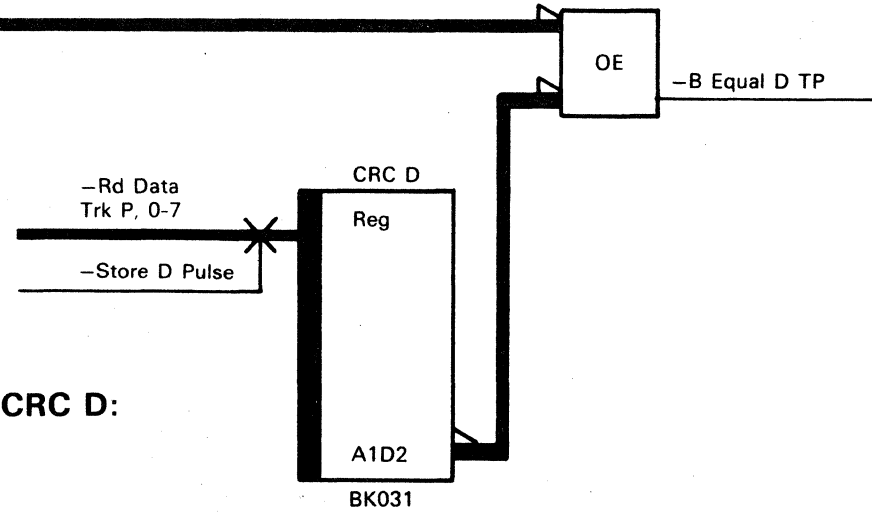 OE
−B Equal D TP
CRC D
−Rd Data
Trk P, 0-7
Reg
−Store D Pulse
CRC D:
A1D2
BK031